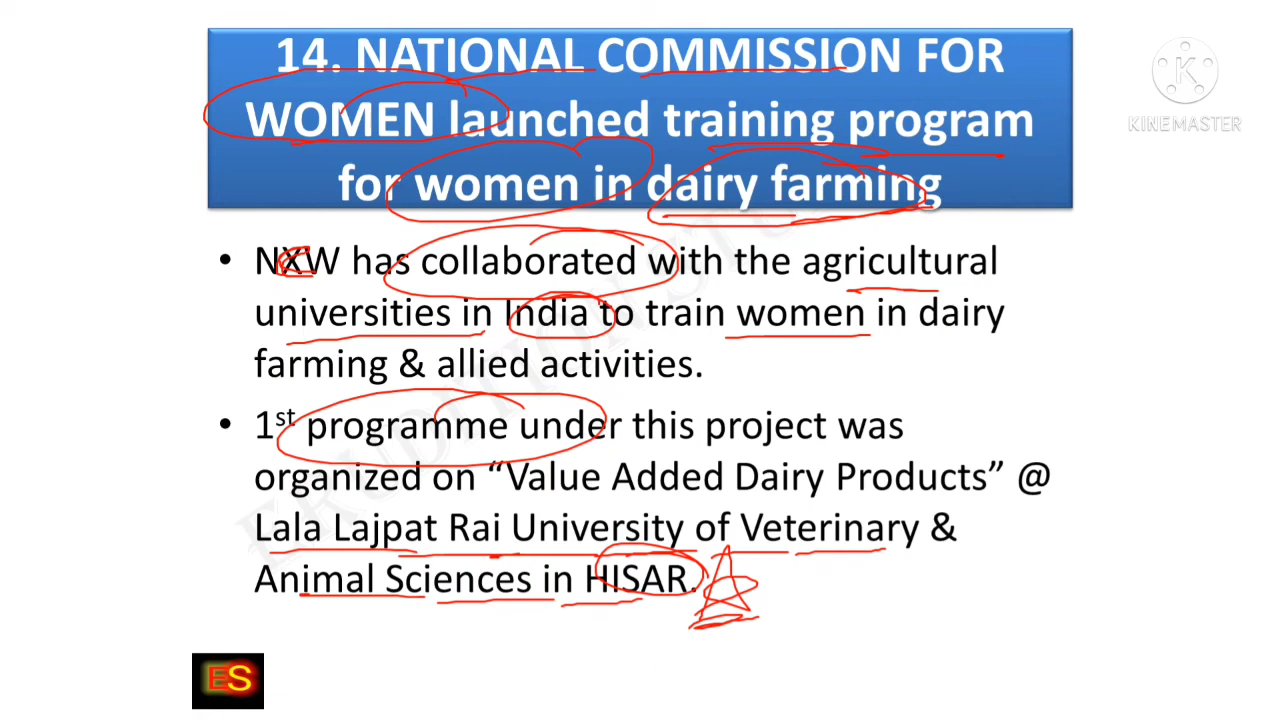 KINEMASTER
14. NATIONAL COMMISSION FOR
WOMEN launched training program
for women in dairy farming
• NXW has collaborated with the agricultural
universities in India to train women in dairy
farming & allied activities.
• 1st programme under this project was
organized on “Value Added Dairy Products” @
Lala Lajpat Rai University of Veterinary &
Animal Sciences in HISAR.
ERUDITION
ES